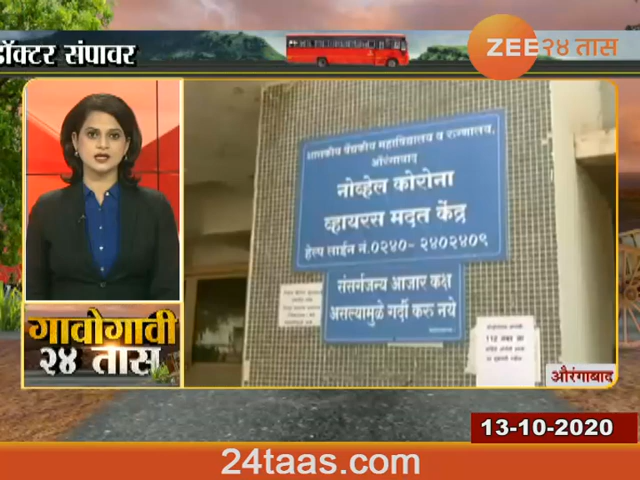 डॉक्टर संपावर
ZEE २४ तास
शासकीय वैद्यकीय महाविद्यालय व रुग्णालय,
औरंगाबाद
नोव्हेल कोरोना
व्हायरस मदत केंद्र
हेल्प लाईन नं.०२४०- २४०२४०९
संसर्गजन्य आजार कक्ष
असल्यामुळे गर्दी करू नये
गावोगावी
२४ तास
औरंगाबाद
13-10-2020
24taas.com